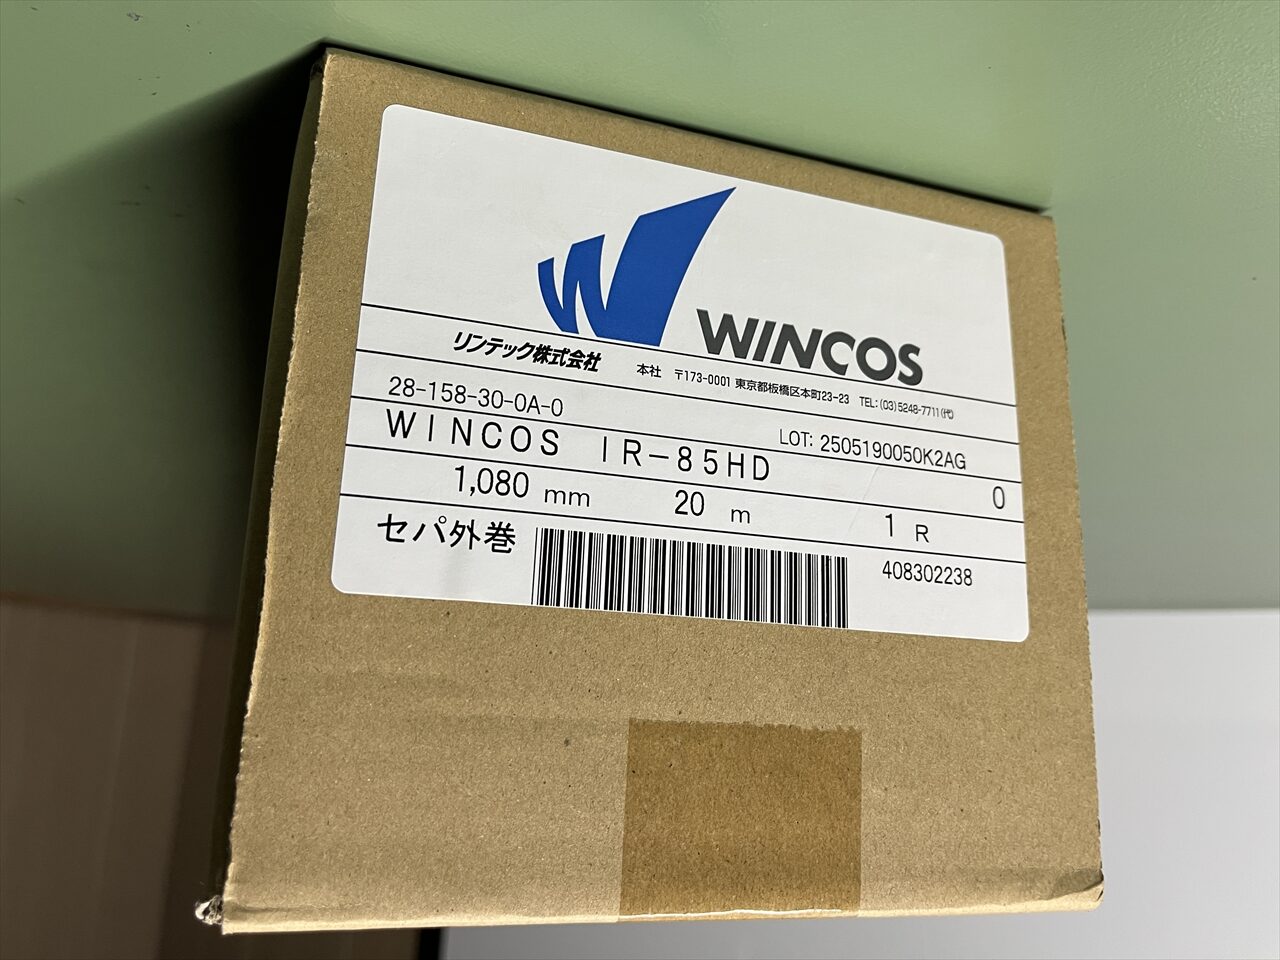 WINCOS
リンテック株式会社 本社 〒173-0001 東京都板橋区本町23-23 TEL:(03)5248-7711(代)
28-158-30-0A-0 LOT: 2505190050K2AG
WINCOS IR-85HD 0
1,080 mm 20 m 1 R
セパ外巻 408302238